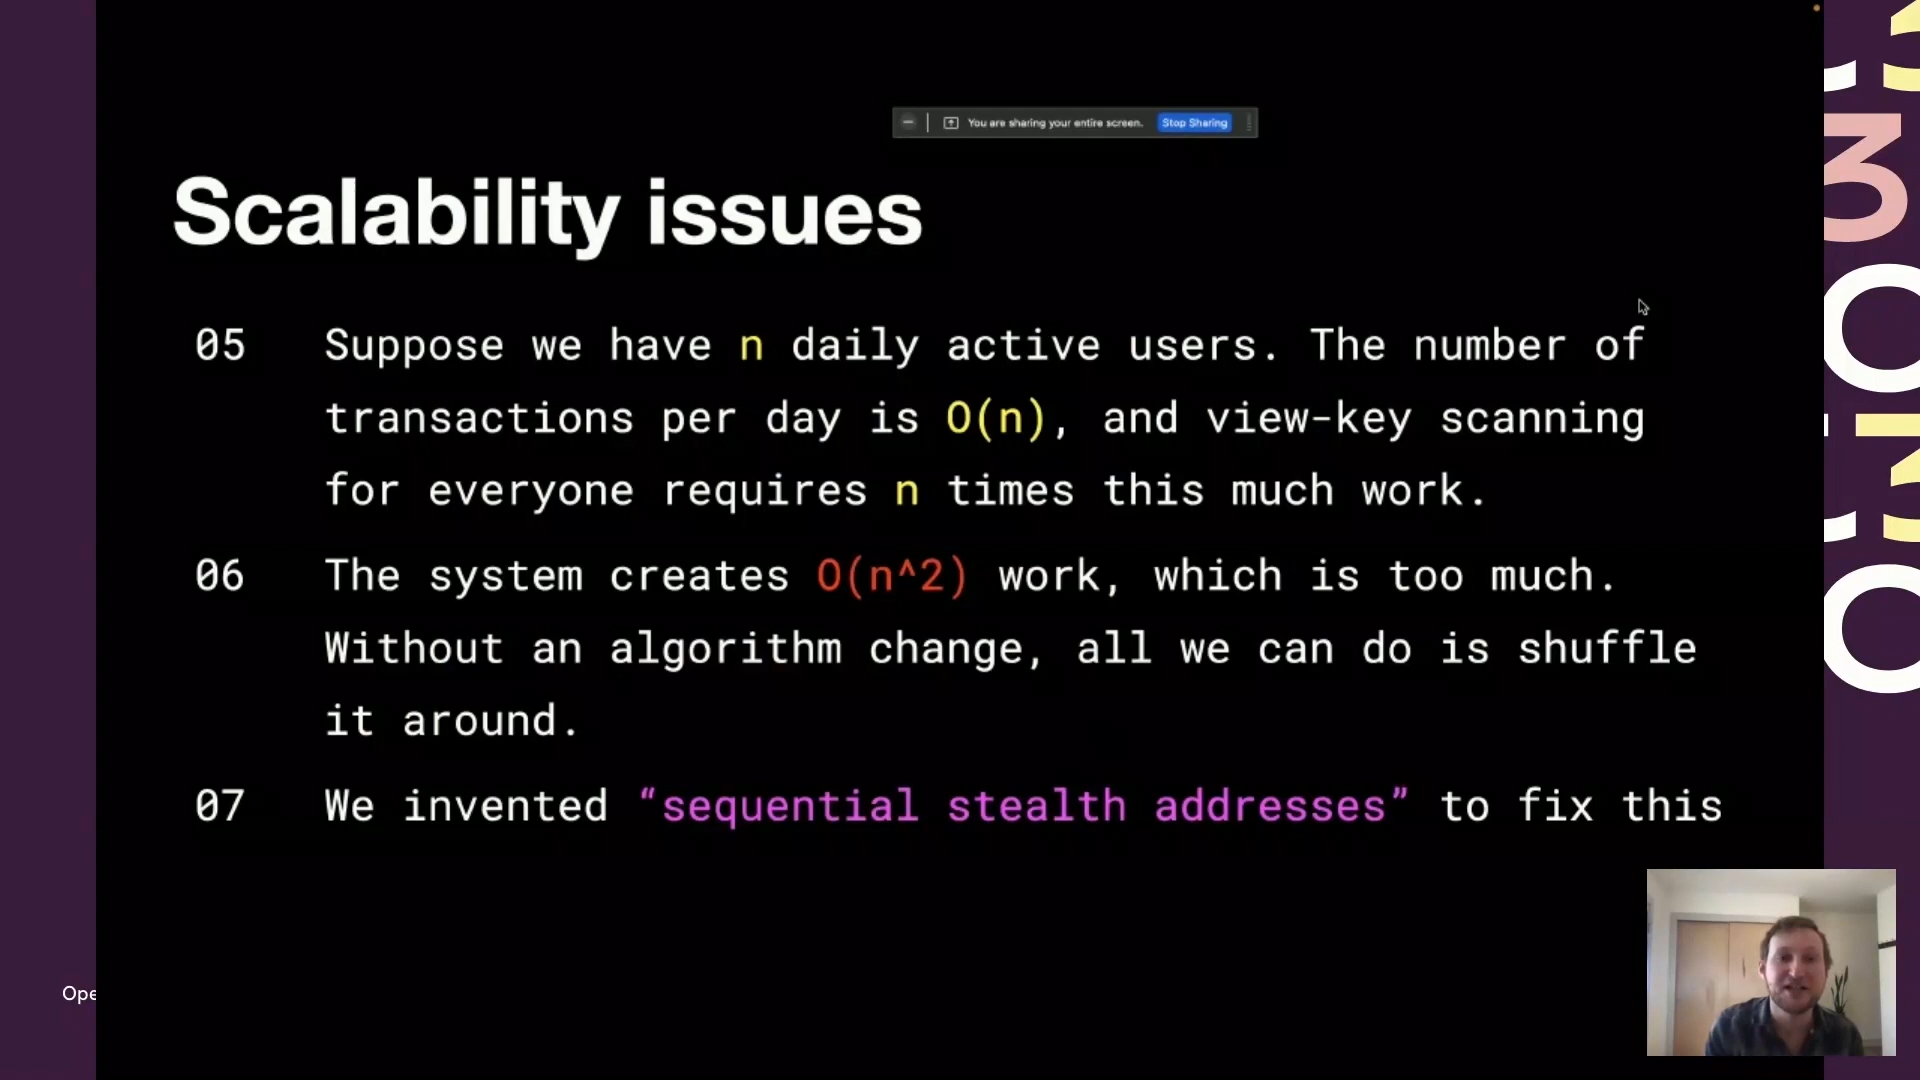 You are sharing your entire screen. Stop Sharing
Scalability issues
05 Suppose we have n daily active users. The number of
transactions per day is O(n), and view-key scanning
for everyone requires n times this much work.
06 The system creates O(n^2) work, which is too much.
Without an algorithm change, all we can do is shuffle
it around.
07 We invented “sequential stealth addresses” to fix this
Ope